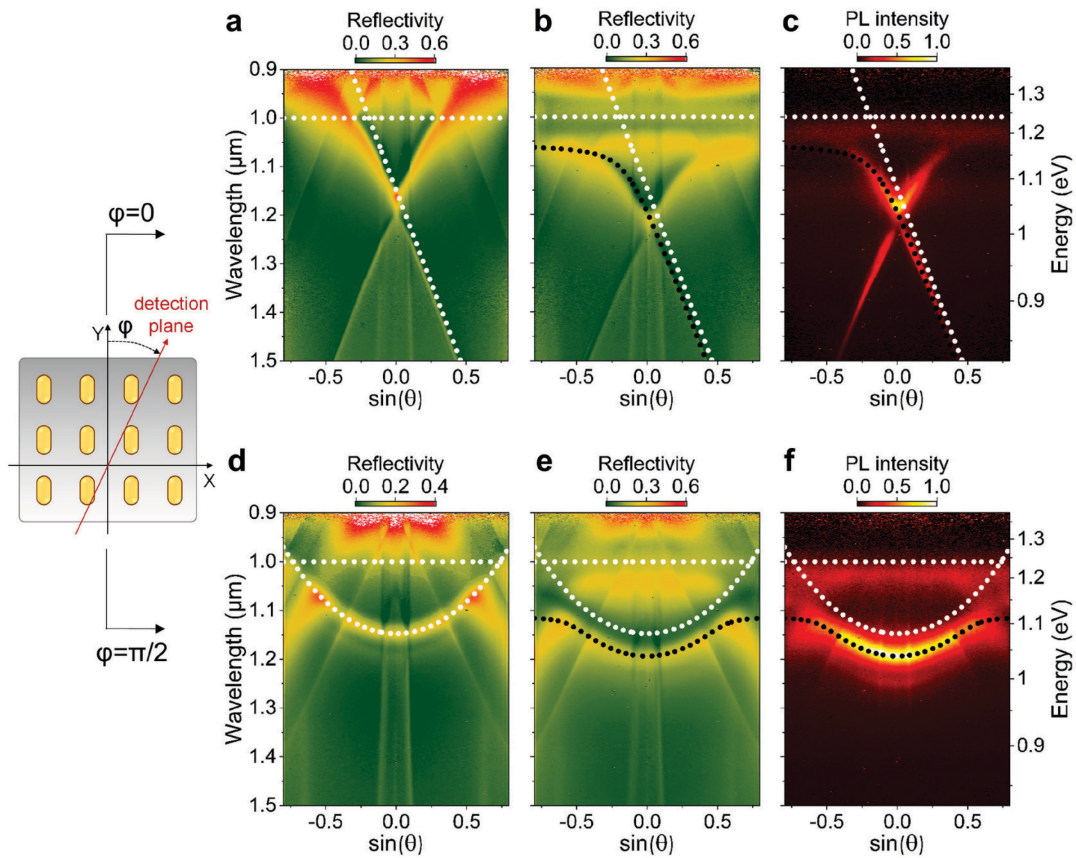 φ=0
detection
plane
Y
φ
X
φ=π/2
a
Reflectivity
0.0 0.3 0.6
b
Reflectivity
0.0 0.3 0.6
c
PL intensity
0.0 0.5 1.0
Wavelength (μm)
0.9
1.0
1.1
1.2
1.3
1.4
1.5
-0.5 0.0 0.5
sin(θ)
-0.5 0.0 0.5
sin(θ)
-0.5 0.0 0.5
sin(θ)
1.3
1.2
1.1
1
0.9
Energy (eV)
d
Reflectivity
0.0 0.2 0.4
e
Reflectivity
0.0 0.3 0.6
f
PL intensity
0.0 0.5 1.0
Wavelength (μm)
0.9
1.0
1.1
1.2
1.3
1.4
1.5
-0.5 0.0 0.5
sin(θ)
-0.5 0.0 0.5
sin(θ)
-0.5 0.0 0.5
sin(θ)
1.3
1.2
1.1
1
0.9
Energy (eV)